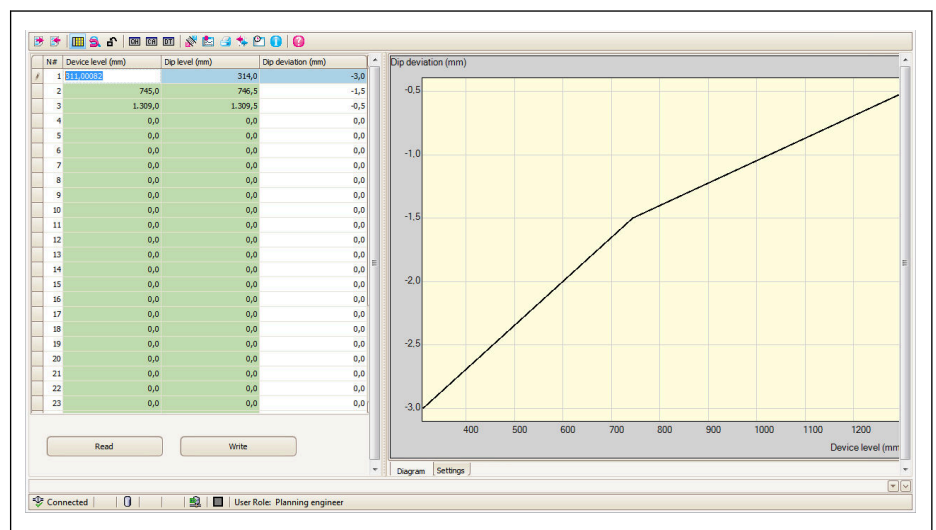 CH CA DT
N# Device level (mm) Dip level (mm) Dip deviation (mm)
1 311,00082 314,0 -3,0
2 745,0 746,5 -1,5
3 1.309,0 1.309,5 -0,5
4 0,0 0,0 0,0
5 0,0 0,0 0,0
6 0,0 0,0 0,0
7 0,0 0,0 0,0
8 0,0 0,0 0,0
9 0,0 0,0 0,0
10 0,0 0,0 0,0
11 0,0 0,0 0,0
12 0,0 0,0 0,0
13 0,0 0,0 0,0
14 0,0 0,0 0,0
15 0,0 0,0 0,0
16 0,0 0,0 0,0
17 0,0 0,0 0,0
18 0,0 0,0 0,0
19 0,0 0,0 0,0
20 0,0 0,0 0,0
21 0,0 0,0 0,0
22 0,0 0,0 0,0
23 0,0 0,0 0,0
Read Write
Dip deviation (mm)
-0,5
-1,0
-1,5
-2,0
-2,5
-3,0
400 500 600 700 800 900 1000 1100 1200
Device level (mm
Diagram Settings
Connected User Role: Planning engineer